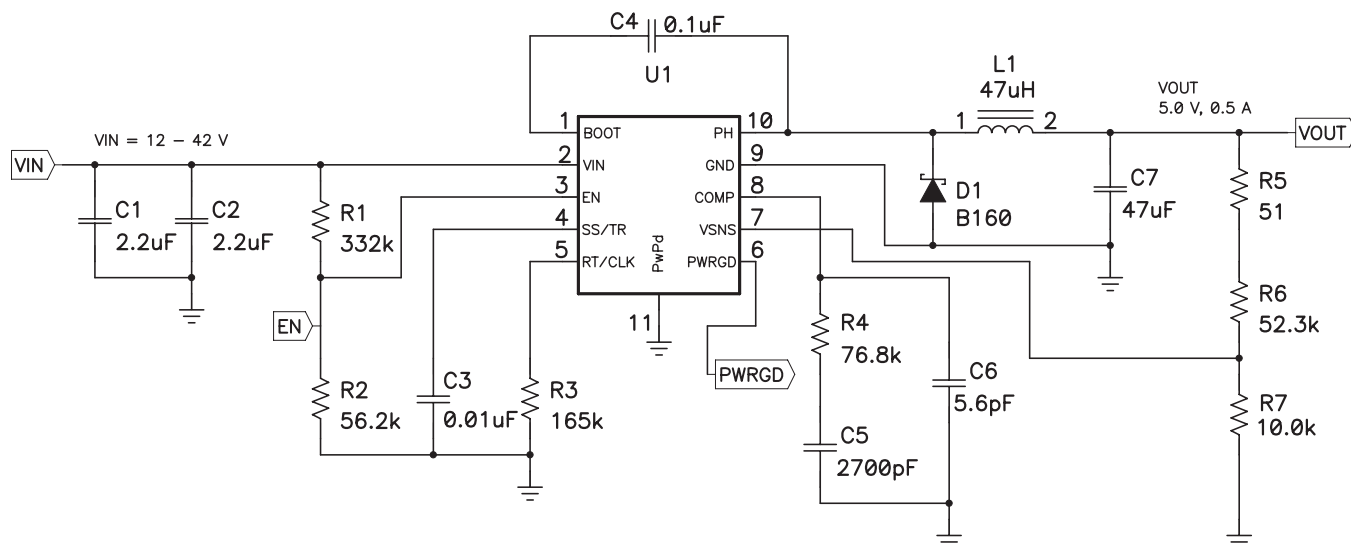 C4
0.1uF
U1
L1
47uH
VOUT
5.0 V, 0.5 A
VIN = 12 – 42 V
VIN
VOUT
1
BOOT
PH
10
1
2
2
VIN
GND
9
3
EN
COMP
8
4
SS/TR
VSNS
7
5
RT/CLK
PWRGD
6
PwPd
11
C1
2.2uF
C2
2.2uF
R1
332k
D1
B160
C7
47uF
R5
51
R6
52.3k
EN
R4
76.8k
PWRGD
R2
56.2k
C3
0.01uF
R3
165k
C6
5.6pF
R7
10.0k
C5
2700pF